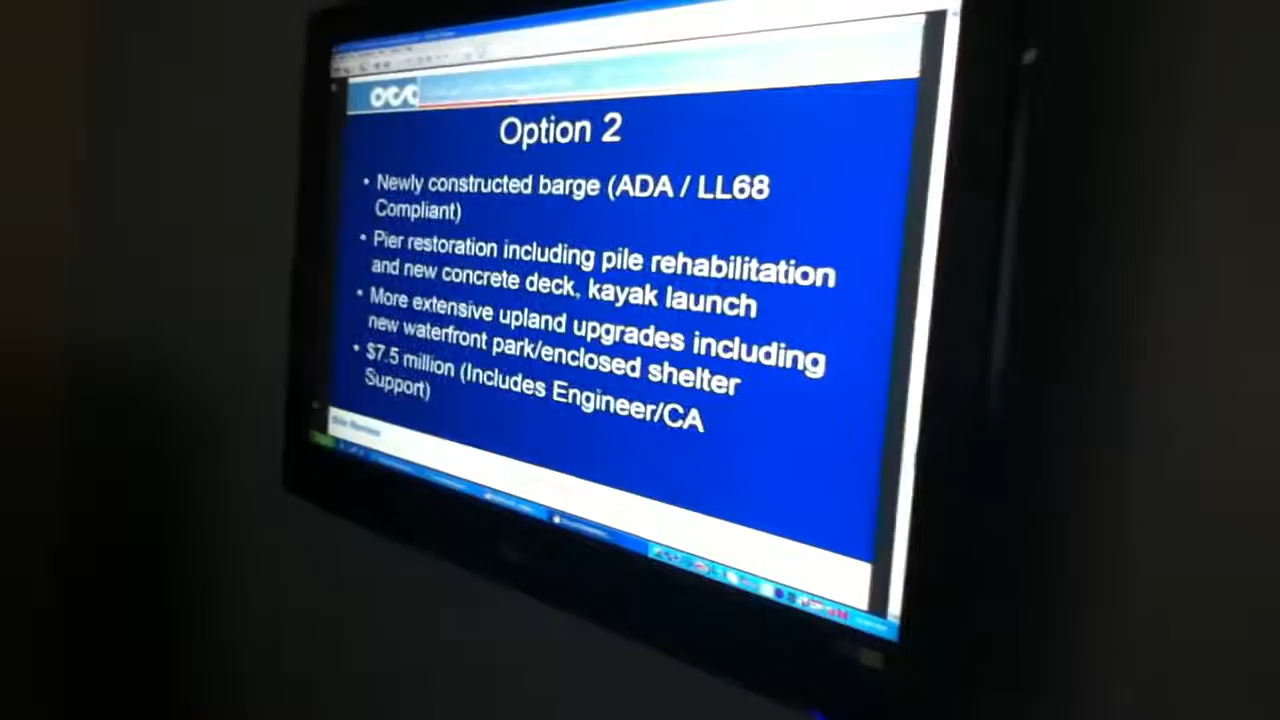 Option 2
• Newly constructed barge (ADA / LL68
Compliant)
• Pier restoration including pile rehabilitation
and new concrete deck, kayak launch
• More extensive upland upgrades including
new waterfront park/enclosed shelter
• $7.5 million (Includes Engineer/CA
Support)